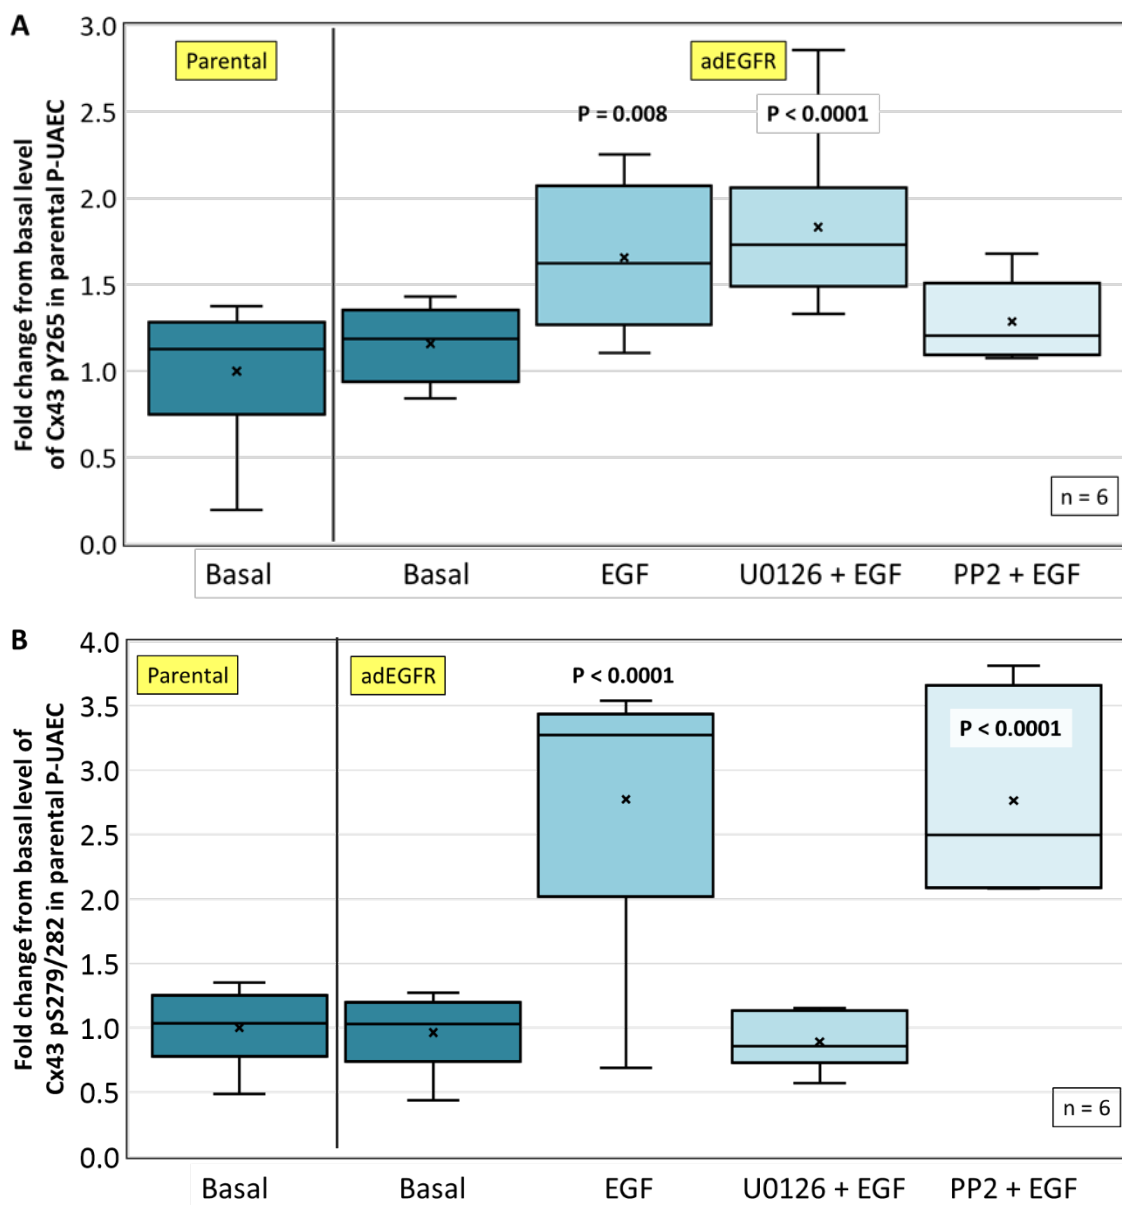 A
Fold change from basal level
of Cx43 pY265 in parental P-UAEC
3.0
2.5
2.0
1.5
1.0
0.5
0.0
Parental
adEGFR
P = 0.008
P < 0.0001
n = 6
Basal
Basal
EGF
U0126 + EGF
PP2 + EGF
B
Fold change from basal level of
Cx43 pS279/282 in parental P-UAEC
4.0
3.5
3.0
2.5
2.0
1.5
1.0
0.5
0.0
Parental
adEGFR
P < 0.0001
P < 0.0001
n = 6
Basal
Basal
EGF
U0126 + EGF
PP2 + EGF